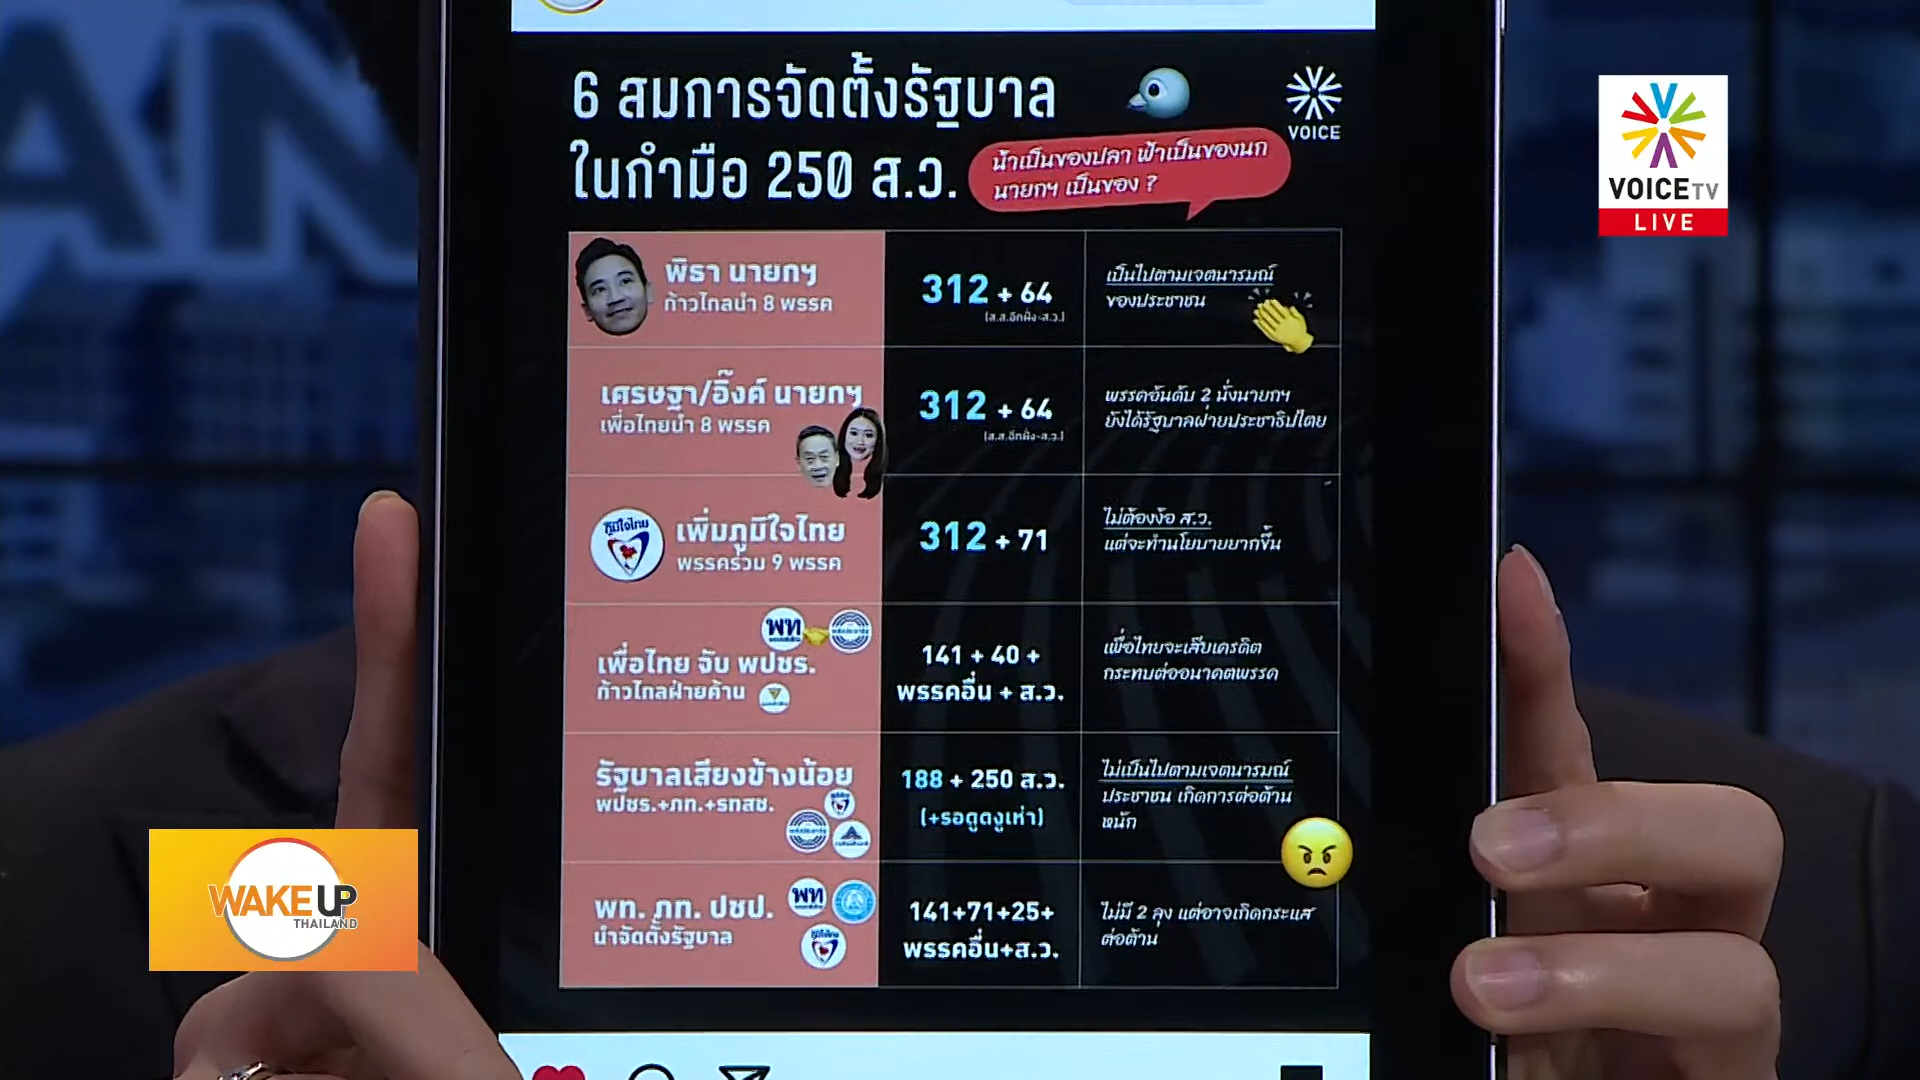 6 สมการจัดตั้งรัฐบาล
ในกำมือ 250 ส.ว.
น้ำเป็นของปลา ฟ้าเป็นของนก
นายกฯ เป็นของ ?
VOICE
VOICE TV
LIVE
พิธา นายกฯ
ก้าวไกลนำ 8 พรรค
312 + 64
(ส.ส.อีกฝั่ง-ส.ว.)
เป็นไปตามเจตนารมณ์
ของประชาชน
เศรษฐา/อิ๊งค์ นายกฯ
เพื่อไทยนำ 8 พรรค
312 + 64
(ส.ส.อีกฝั่ง-ส.ว.)
พรรคอันดับ 2 นั่งนายกฯ
ยังได้รัฐบาลฝ่ายประชาธิปไตย
ภูมิใจไทย
เพิ่มภูมิใจไทย
พรรคร่วม 9 พรรค
312 + 71
ไม่ต้องง้อ ส.ว.
แต่จะทำนโยบายยากขึ้น
พท
เพื่อไทย จับ พปชร.
ก้าวไกลฝ่ายค้าน
141 + 40 +
พรรคอื่น + ส.ว.
เพื่อไทยจะเสียเครดิต
กระทบต่ออนาคตพรรค
รัฐบาลเสียงข้างน้อย
พปชร.+ภท.+รทสช.
188 + 250 ส.ว.
(+รอดูดงูเห่า)
ไม่เป็นไปตามเจตนารมณ์
ประชาชน เกิดการต่อต้าน
หนัก
พท. ภท. ปชป.
นำจัดตั้งรัฐบาล
พท
141+71+25+
พรรคอื่น+ส.ว.
ไม่มี 2 ลุง แต่อาจเกิดกระแส
ต่อต้าน
WAKE UP
THAILAND